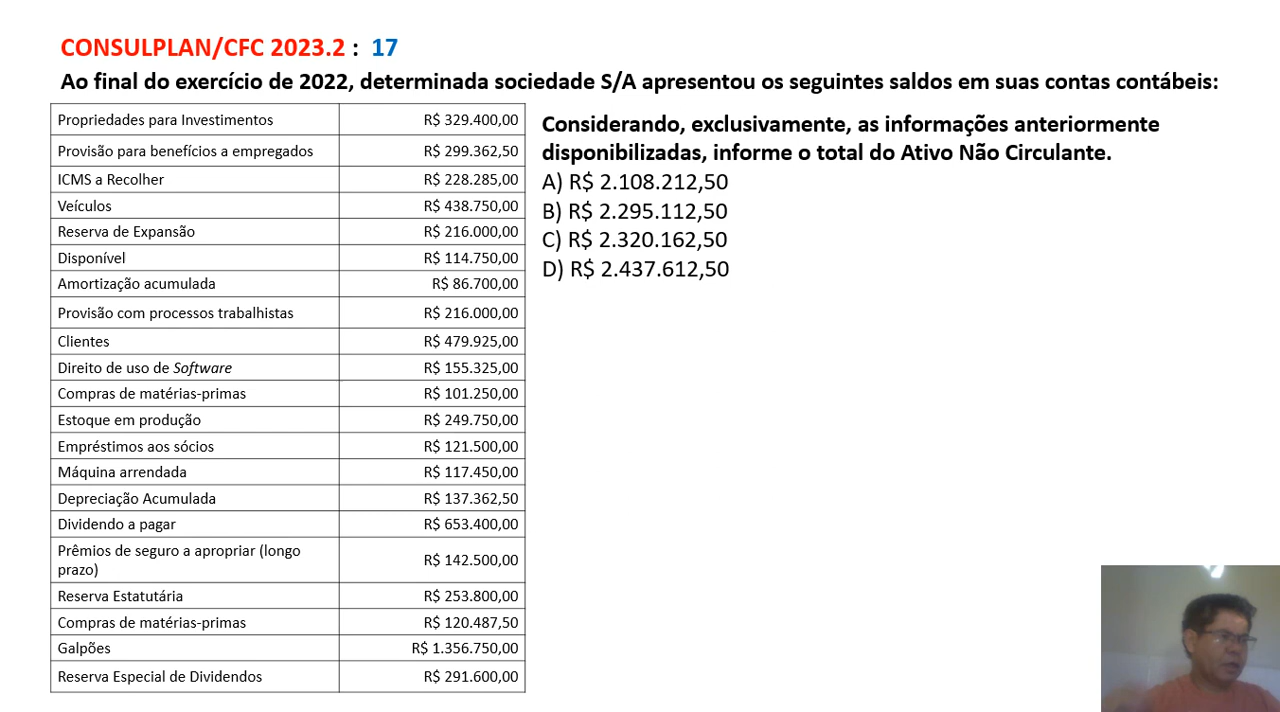 CONSULPLAN/CFC 2023.2 : 17
Ao final do exercício de 2022, determinada sociedade S/A apresentou os seguintes saldos em suas contas contábeis:
Propriedades para Investimentos R$ 329.400,00
Provisão para benefícios a empregados R$ 299.362,50
ICMS a Recolher R$ 228.285,00
Veículos R$ 438.750,00
Reserva de Expansão R$ 216.000,00
Disponível R$ 114.750,00
Amortização acumulada R$ 86.700,00
Provisão com processos trabalhistas R$ 216.000,00
Clientes R$ 479.925,00
Direito de uso de Software R$ 155.325,00
Compras de matérias-primas R$ 101.250,00
Estoque em produção R$ 249.750,00
Empréstimos aos sócios R$ 121.500,00
Máquina arrendada R$ 117.450,00
Depreciação Acumulada R$ 137.362,50
Dividendo a pagar R$ 653.400,00
Prêmios de seguro a apropriar (longo
prazo) R$ 142.500,00
Reserva Estatutária R$ 253.800,00
Compras de matérias-primas R$ 120.487,50
Galpões R$ 1.356.750,00
Reserva Especial de Dividendos R$ 291.600,00
Considerando, exclusivamente, as informações anteriormente
disponibilizadas, informe o total do Ativo Não Circulante.
A) R$ 2.108.212,50
B) R$ 2.295.112,50
C) R$ 2.320.162,50
D) R$ 2.437.612,50